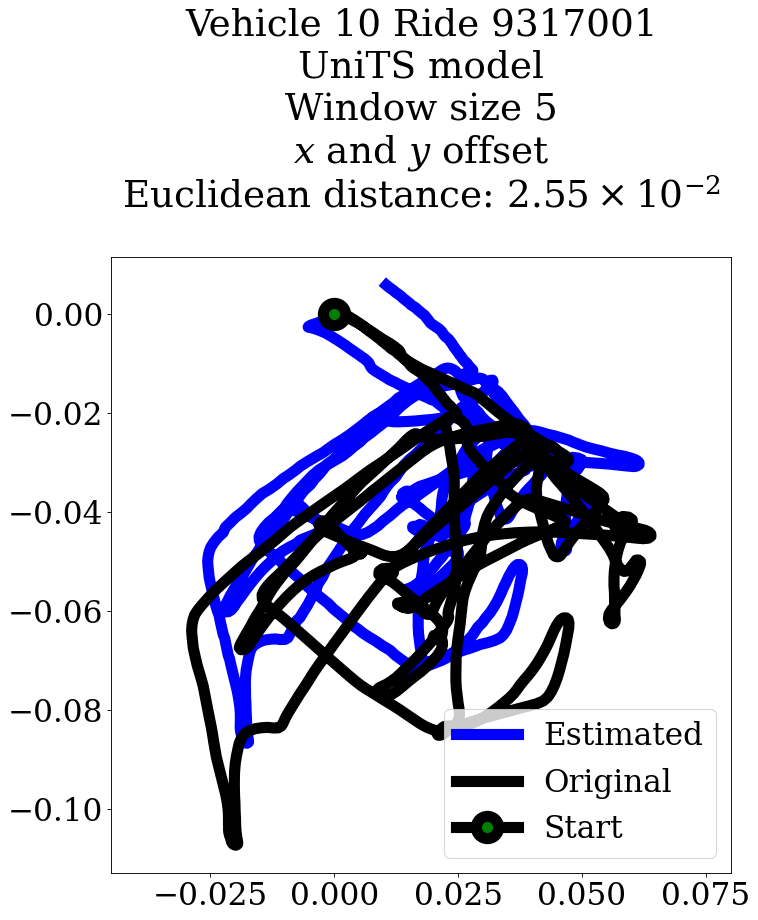 Vehicle 10 Ride 9317001
UniTS model
Window size 5
x and y offset
Euclidean distance: 2.55 × 10⁻²
0.00
−0.02
−0.04
−0.06
−0.08
−0.10
Estimated
Original
Start
−0.025 0.000 0.025 0.050 0.075